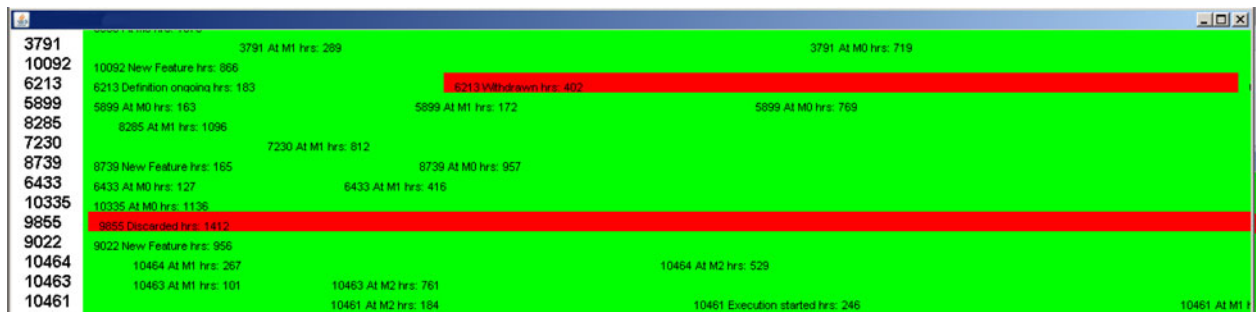 3791 3791 At M1 hrs: 289 3791 At M0 hrs: 719
10092 10092 New Feature hrs: 866
6213 6213 Definition ongoing hrs: 183 6213 Withdrawn hrs: 402
5899 5899 At M0 hrs: 163 5899 At M1 hrs: 172 5899 At M0 hrs: 769
8285 8285 At M1 hrs: 1096
7230 7230 At M1 hrs: 812
8739 8739 New Feature hrs: 165 8739 At M0 hrs: 957
6433 6433 At M0 hrs: 127 6433 At M1 hrs: 416
10335 10335 At M0 hrs: 1136
9855 9855 Discarded hrs: 1412
9022 9022 New Feature hrs: 956
10464 10464 At M1 hrs: 267 10464 At M2 hrs: 529
10463 10463 At M1 hrs: 101 10463 At M2 hrs: 761
10461 10461 At M2 hrs: 184 10461 Execution started hrs: 246 10461 At M1